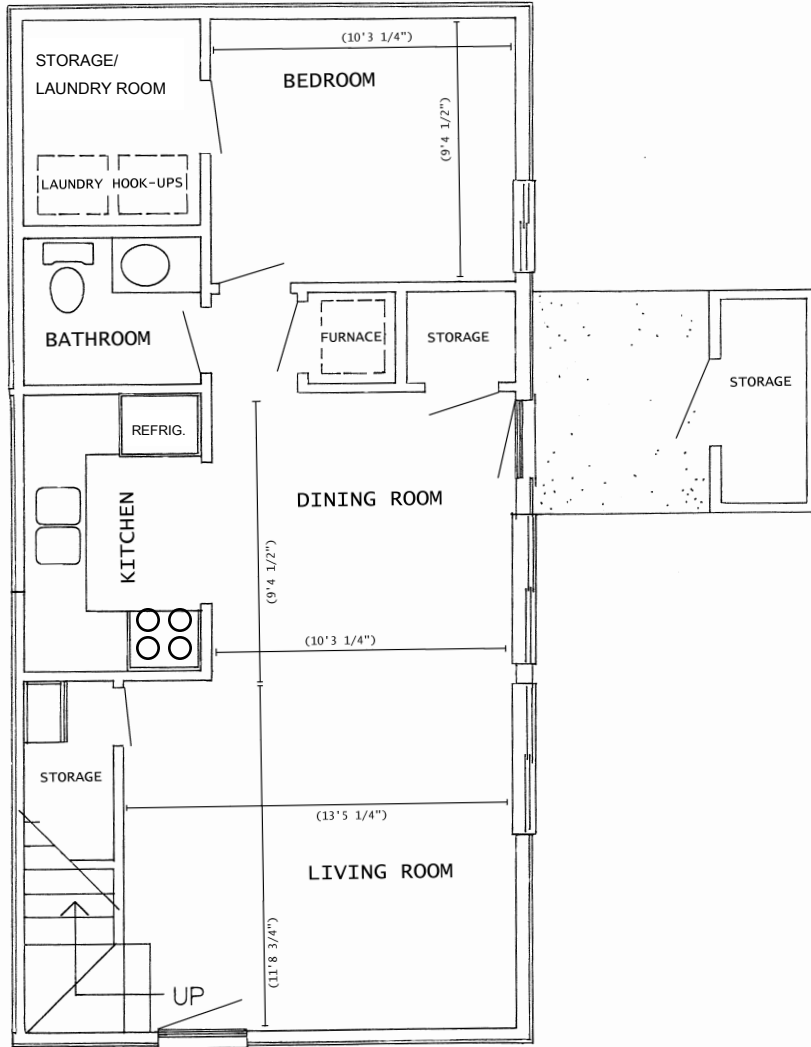 (10'3 1/4")
STORAGE/
LAUNDRY ROOM
BEDROOM
(9'4 1/2")
LAUNDRY HOOK-UPS
BATHROOM
FURNACE
STORAGE
STORAGE
REFRIG.
DINING ROOM
KITCHEN
(9'4 1/2")
(10'3 1/4")
STORAGE
(13'5 1/4")
LIVING ROOM
(11'8 3/4")
UP